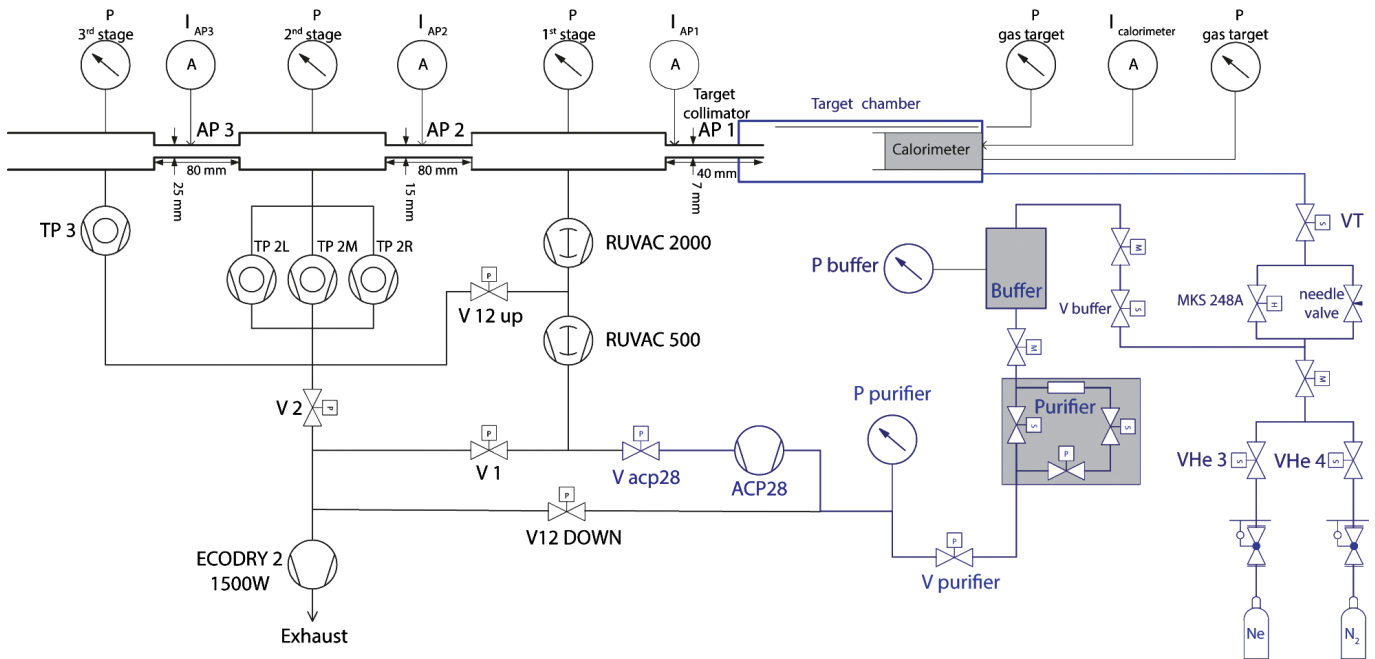 P
3rd stage
I AP3
P
2nd stage
I AP2
P
1st stage
I AP1
P
gas target
I calorimeter
P
gas target
A
A
A
A
Target
collimator
Target chamber
AP 3
AP 2
AP 1
Calorimeter
80 mm
80 mm
40 mm
25 mm
15 mm
7 mm
TP 3
TP 2L
TP 2M
TP 2R
RUVAC 2000
VT
S
P buffer
Buffer
M
P
V 12 up
V buffer
S
MKS 248A
H
needle
valve
RUVAC 500
M
M
P purifier
Purifier
V 2
P
S
S
P
P
P
V 1
V acp28
ACP28
VHe 3
S
VHe 4
S
P
V12 DOWN
ECODRY 2
1500W
P
V purifier
Exhaust
Ne
N2